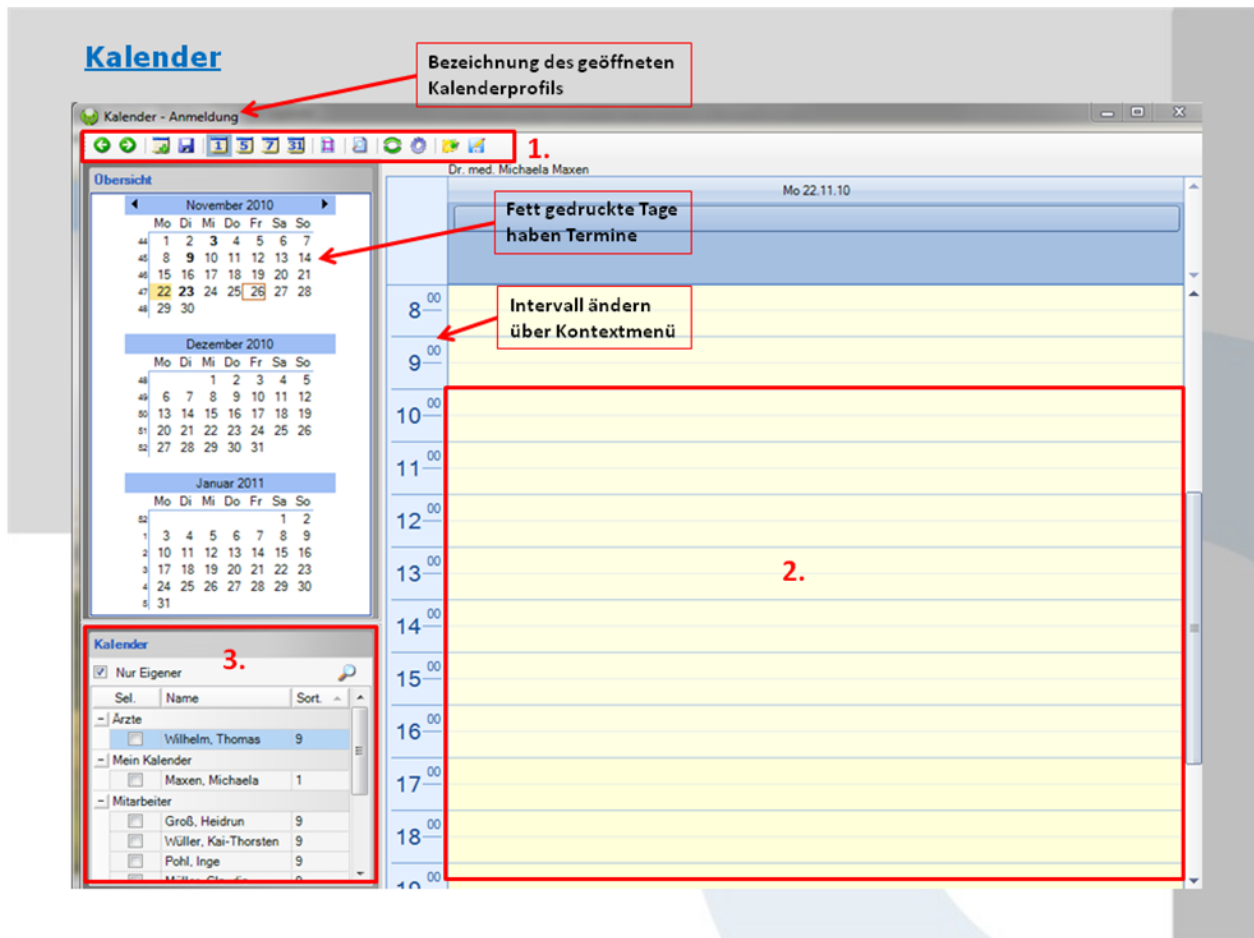 Kalender
Bezeichnung des geöffneten
Kalenderprofils
Kalender - Anmeldung
1 5 7 31
1.
Übersicht
Dr. med. Michaela Maxen
Mo 22.11.10
November 2010
Mo Di Mi Do Fr Sa So
44 1 2 3 4 5 6 7
45 8 9 10 11 12 13 14
46 15 16 17 18 19 20 21
47 22 23 24 25 26 27 28
48 29 30
Fett gedruckte Tage
haben Termine
Intervall ändern
über Kontextmenü
Dezember 2010
Mo Di Mi Do Fr Sa So
48 1 2 3 4 5
49 6 7 8 9 10 11 12
50 13 14 15 16 17 18 19
51 20 21 22 23 24 25 26
52 27 28 29 30 31
Januar 2011
Mo Di Mi Do Fr Sa So
52 1 2
1 3 4 5 6 7 8 9
2 10 11 12 13 14 15 16
3 17 18 19 20 21 22 23
4 24 25 26 27 28 29 30
5 31
8 00
9 00
10 00
11 00
12 00
13 00
14 00
15 00
16 00
17 00
18 00
19 00
2.
Kalender
3.
Nur Eigener
Sel. Name Sort.
Ärzte
Wilhelm, Thomas 9
Mein Kalender
Maxen, Michaela 1
Mitarbeiter
Groß, Heidrun 9
Wüller, Kai-Thorsten 9
Pohl, Inge 9